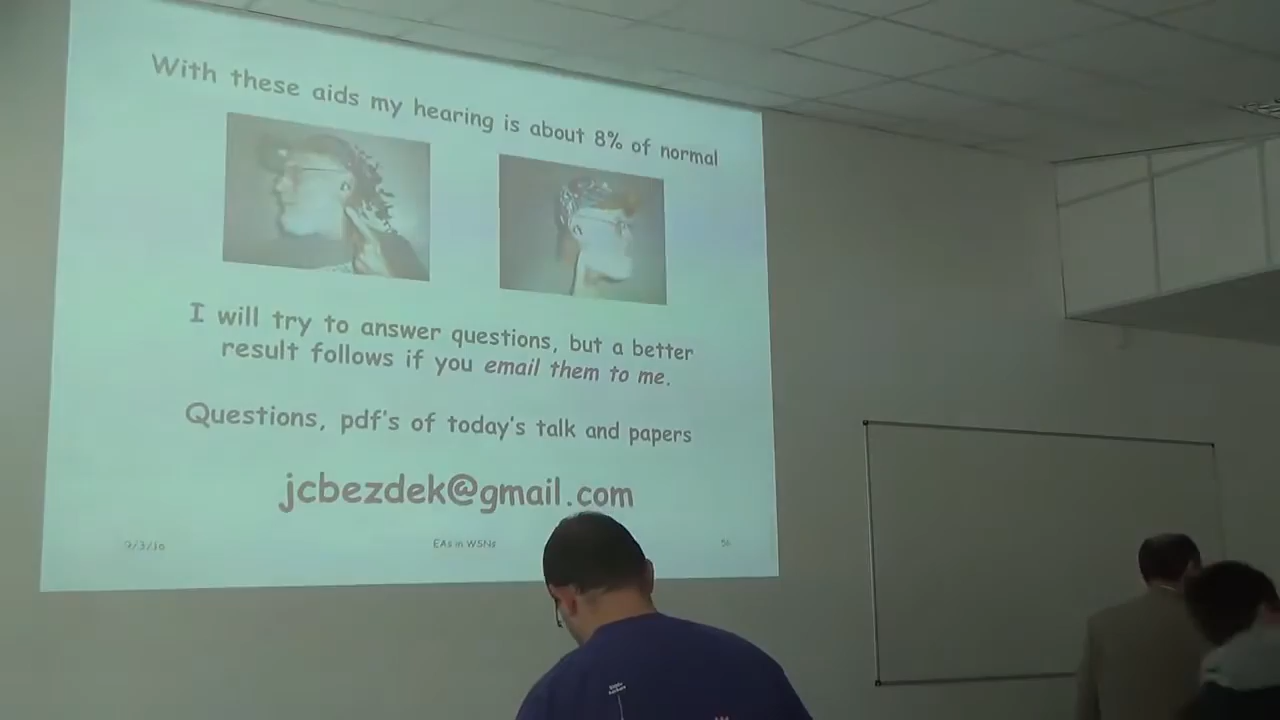 With these aids my hearing is about 8% of normal
I will try to answer questions, but a better
result follows if you email them to me.
Questions, pdf's of today's talk and papers
jcbezdek@gmail.com
9/3/10
EAs in WSNs
56